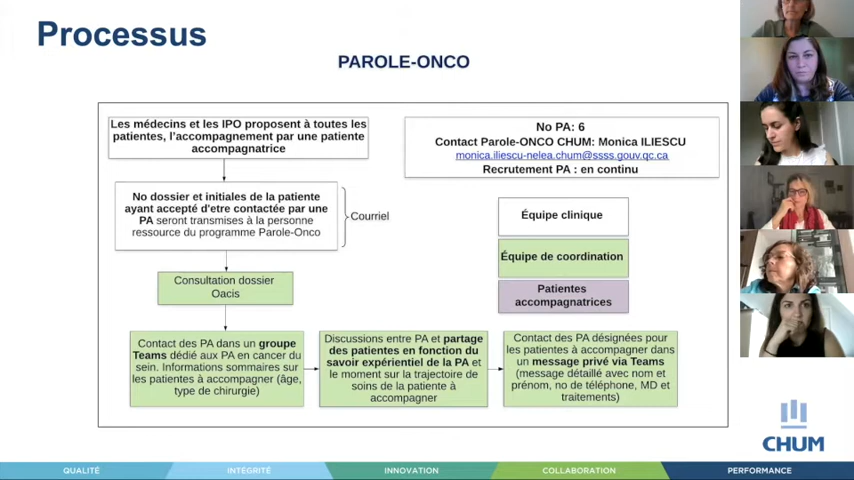 Processus
PAROLE-ONCO
Les médecins et les IPO proposent à toutes les
patientes, l'accompagnement par une patiente
accompagnatrice
No PA: 6
Contact Parole-ONCO CHUM: Monica ILIESCU
monica.iliescu-nelea.chum@ssss.gouv.qc.ca
Recrutement PA : en continu
No dossier et initiales de la patiente
ayant accepté d'etre contactée par une
PA seront transmises à la personne
ressource du programme Parole-Onco
Courriel
Équipe clinique
Équipe de coordination
Patientes
accompagnatrices
Consultation dossier
Oacis
Contact des PA dans un groupe
Teams dédié aux PA en cancer du
sein. Informations sommaires sur
les patientes à accompagner (âge,
type de chirurgie)
Discussions entre PA et partage
des patientes en fonction du
savoir expérientiel de la PA et
le moment sur la trajectoire de
soins de la patiente à
accompagner
Contact des PA désignées pour
les patientes à accompagner dans
un message privé via Teams
(message détaillé avec nom et
prénom, no de téléphone, MD et
traitements)
CHUM
QUALITÉ
INTÉGRITÉ
INNOVATION
COLLABORATION
PERFORMANCE